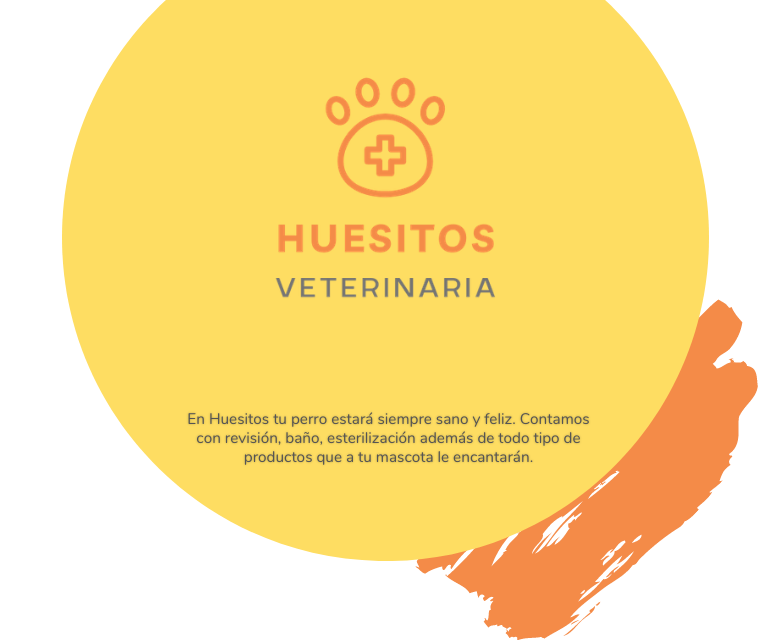 HUESITOS
VETERINARIA
En Huesitos tu perro estará siempre sano y feliz. Contamos
con revisión, baño, esterilización además de todo tipo de
productos que a tu mascota le encantarán.